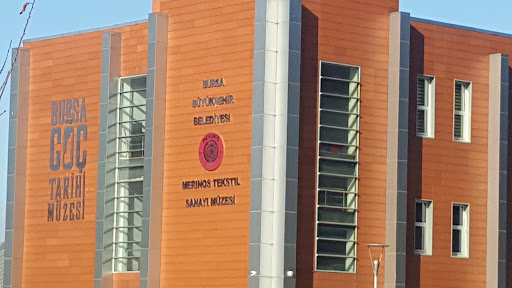 BURSA
GÖÇ
TARİHİ
MÜZESİ
BURSA
BÜYÜKŞEHİR
BELEDİYESİ
MERİNOS TEKSTİL
SANAYİ MÜZESİ